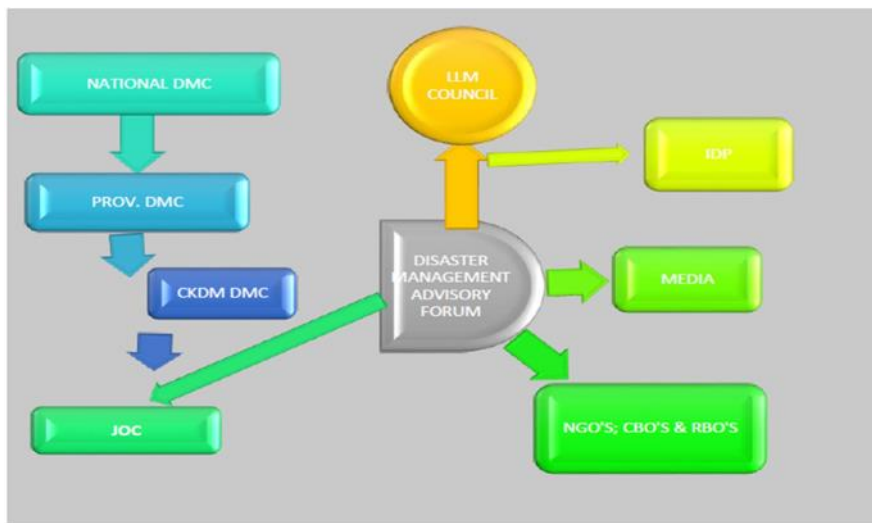 NATIONAL DMC
LLM
COUNCIL
IDP
PROV. DMC
DISASTER
MANAGEMENT
ADVISORY
FORUM
CKDM DMC
MEDIA
JOC
NGO'S; CBO'S & RBO'S